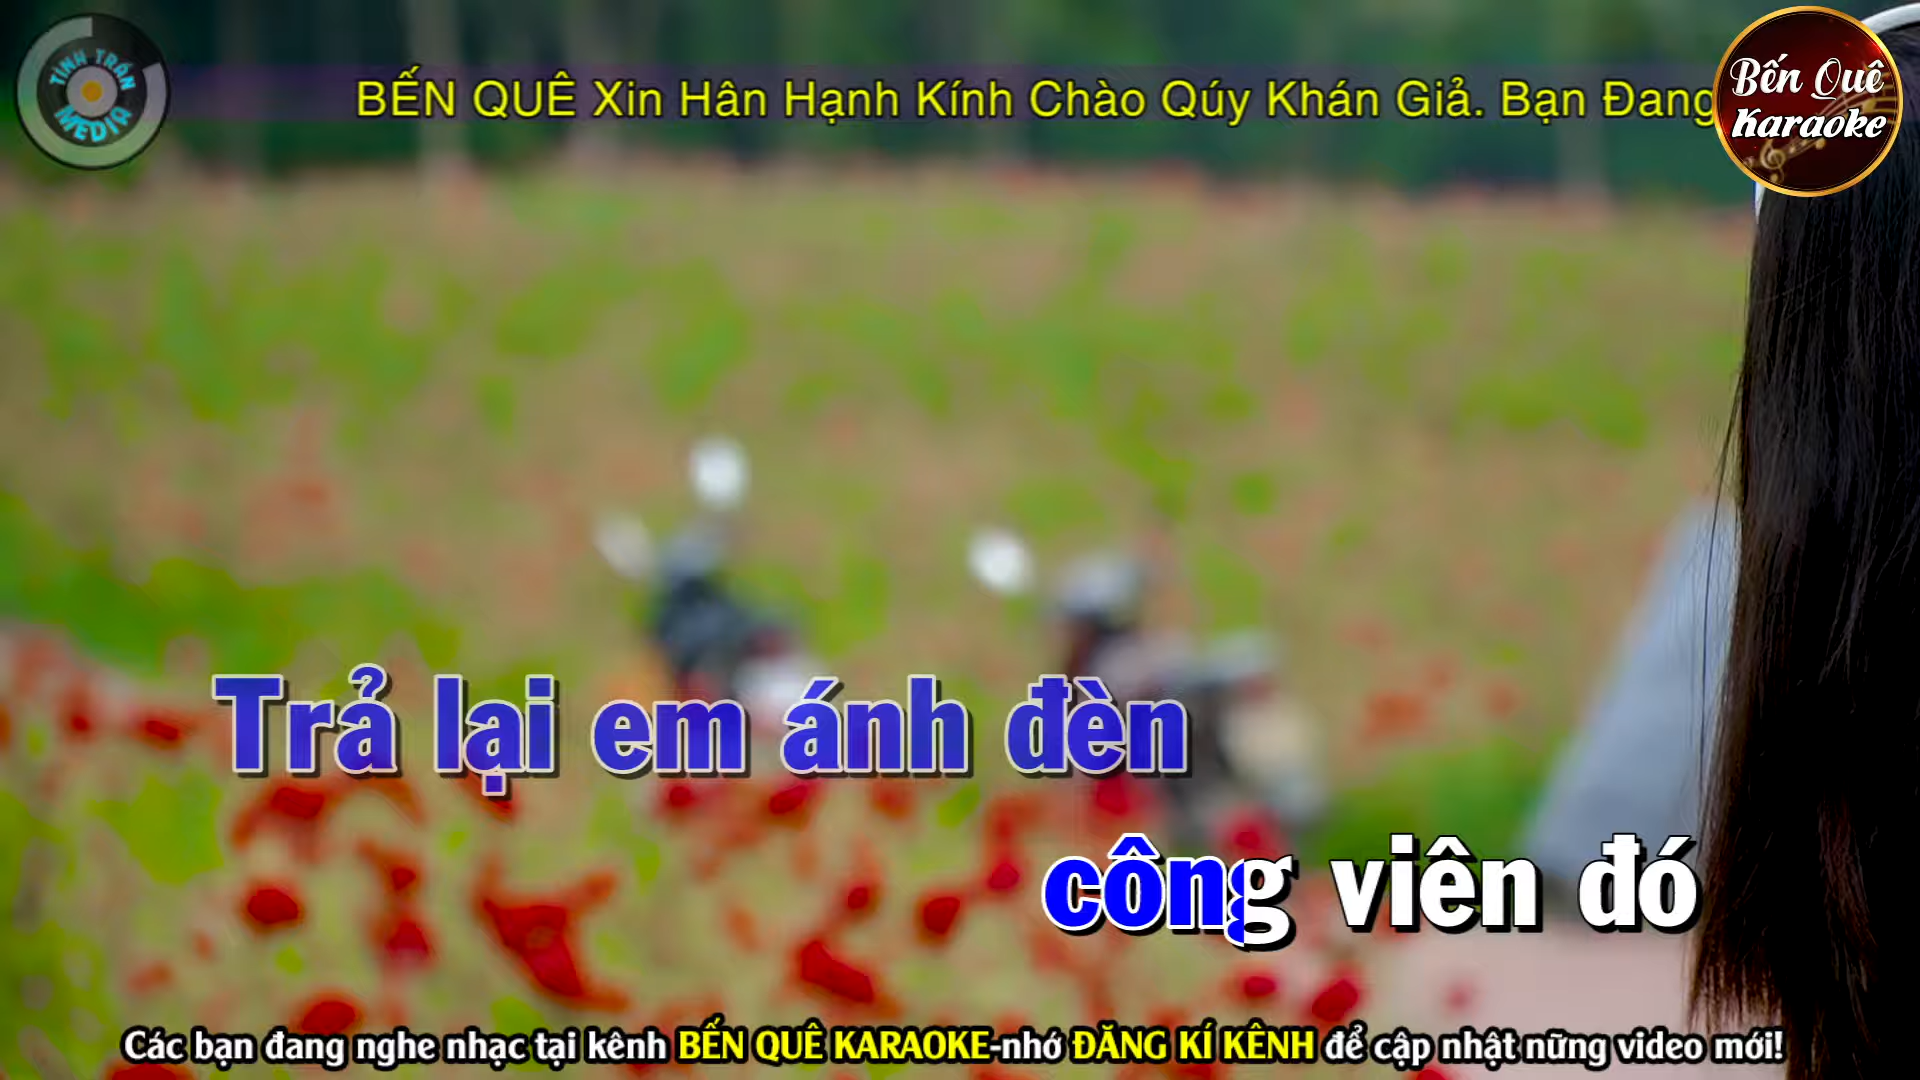 TÌNH TRẦN
MEDIA
BẾN QUÊ Xin Hân Hạnh Kính Chào Qúy Khán Giả. Bạn Đang
Bến Quê
Karaoke
Trả lại em ánh đèn
công viên đó
Các bạn đang nghe nhạc tại kênh BẾN QUÊ KARAOKE-nhớ ĐĂNG KÍ KÊNH để cập nhật nững video mới!